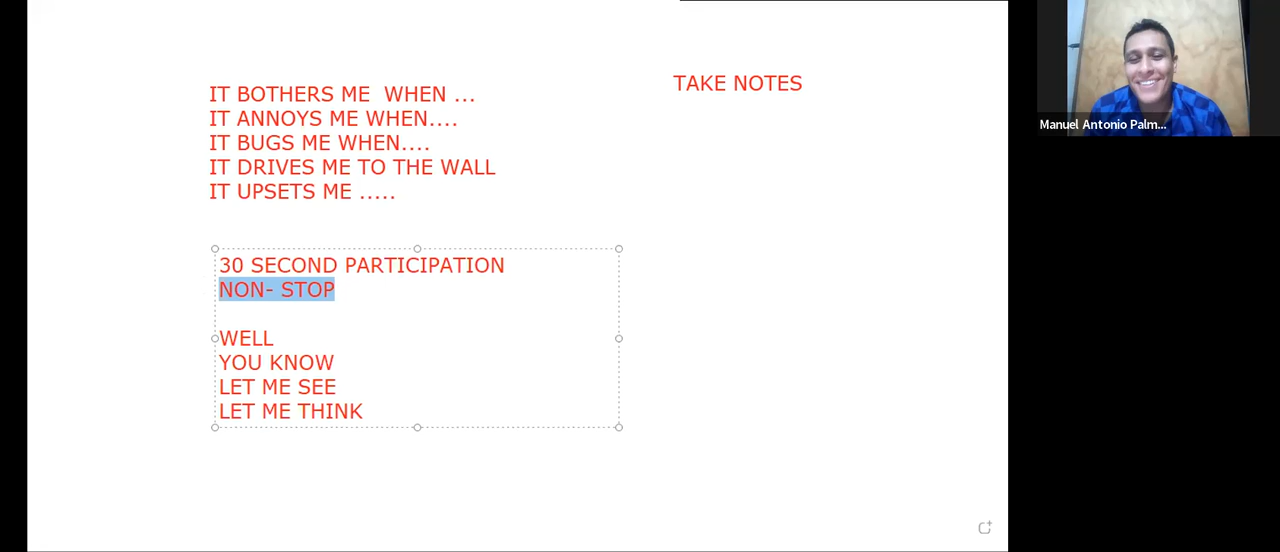 IT BOTHERS ME  WHEN ...
IT ANNOYS ME WHEN....
IT BUGS ME WHEN....
IT DRIVES ME TO THE WALL
IT UPSETS ME .....
TAKE NOTES
30 SECOND PARTICIPATION
NON- STOP
WELL
YOU KNOW
LET ME SEE
LET ME THINK
Manuel Antonio Palm...